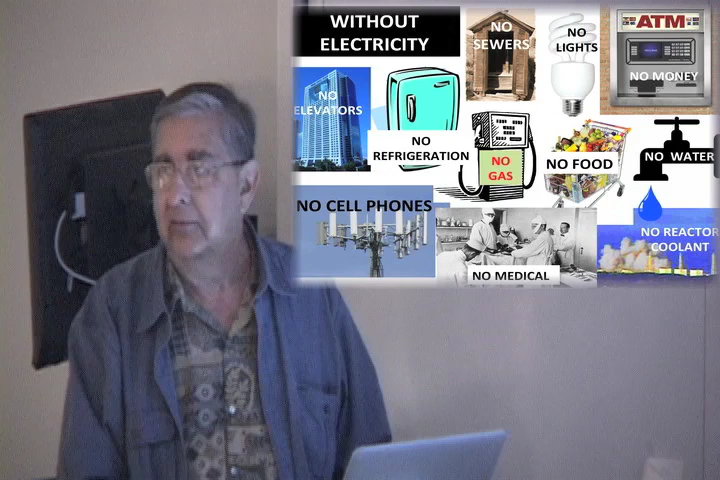 WITHOUT
ELECTRICITY
NO
SEWERS
NO
LIGHTS
ATM
NO MONEY
NO
ELEVATORS
NO
REFRIGERATION
NO
GAS
NO FOOD
NO WATER
NO CELL PHONES
NO MEDICAL
NO REACTOR
COOLANT